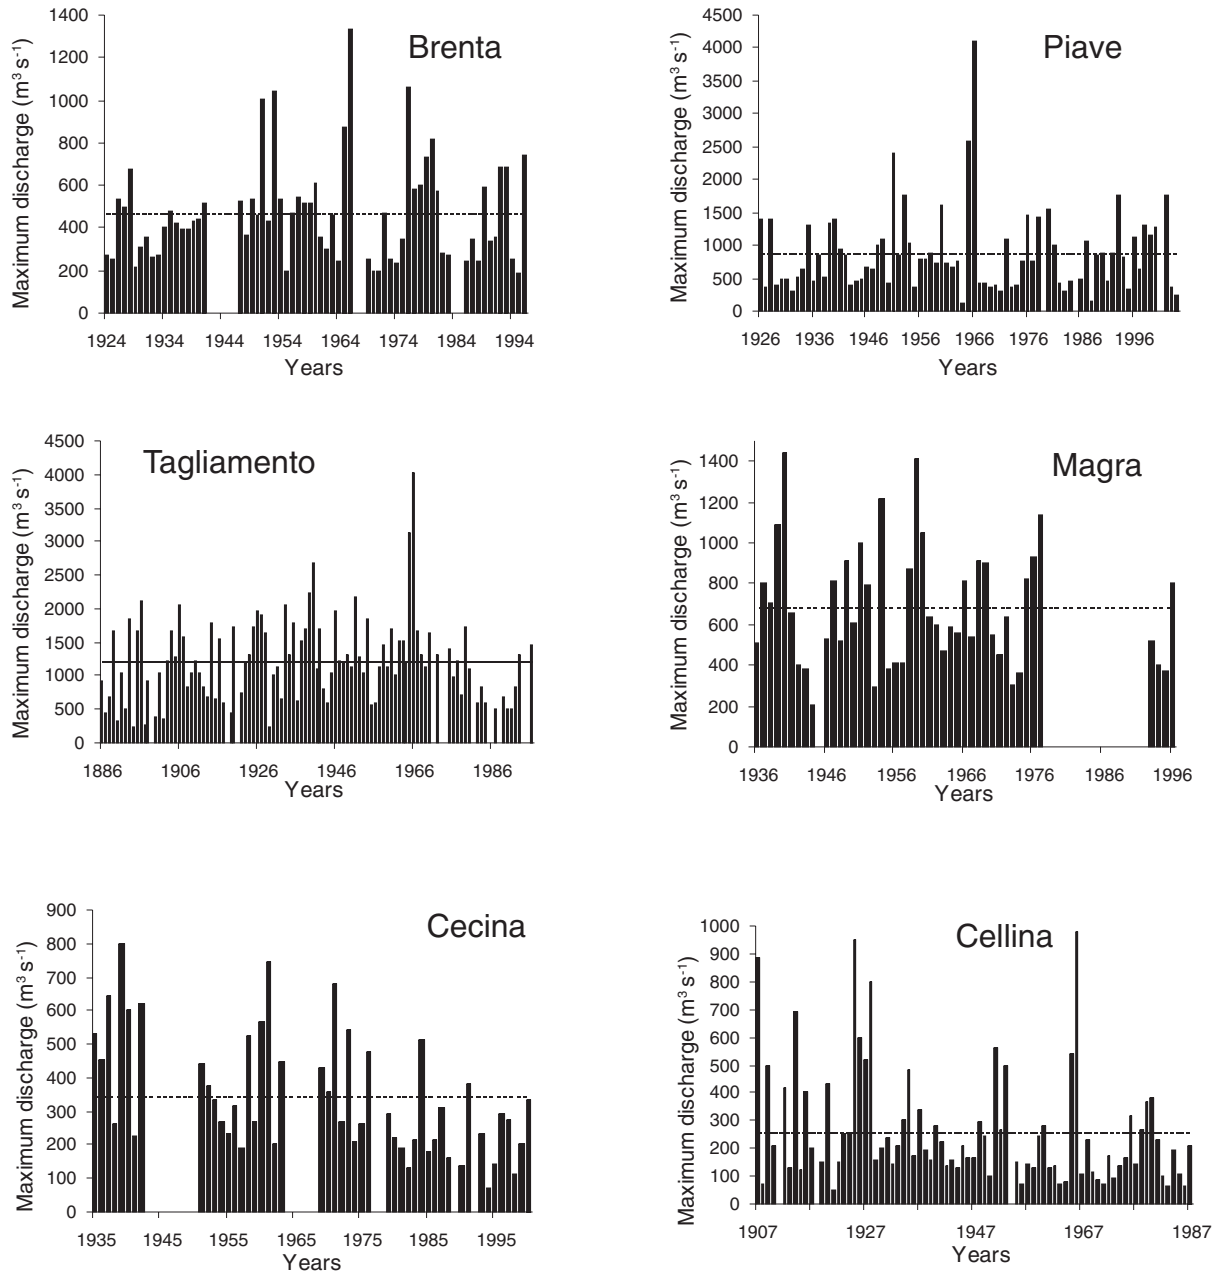 Brenta
Maximum discharge (m³ s⁻¹)
1400
1200
1000
800
600
400
200
0
1924 1934 1944 1954 1964 1974 1984 1994
Years
Piave
Maximum discharge (m³ s⁻¹)
4500
4000
3500
3000
2500
2000
1500
1000
500
0
1926 1936 1946 1956 1966 1976 1986 1996
Years
Tagliamento
Maximum discharge (m³ s⁻¹)
4500
4000
3500
3000
2500
2000
1500
1000
500
0
1886 1906 1926 1946 1966 1986
Years
Magra
Maximum discharge (m³ s⁻¹)
1400
1200
1000
800
600
400
200
0
1936 1946 1956 1966 1976 1986 1996
Years
Cecina
Maximum discharge (m³ s⁻¹)
900
800
700
600
500
400
300
200
100
0
1935 1945 1955 1965 1975 1985 1995
Years
Cellina
Maximum discharge (m³ s⁻¹)
1000
900
800
700
600
500
400
300
200
100
0
1907 1927 1947 1967 1987
Years